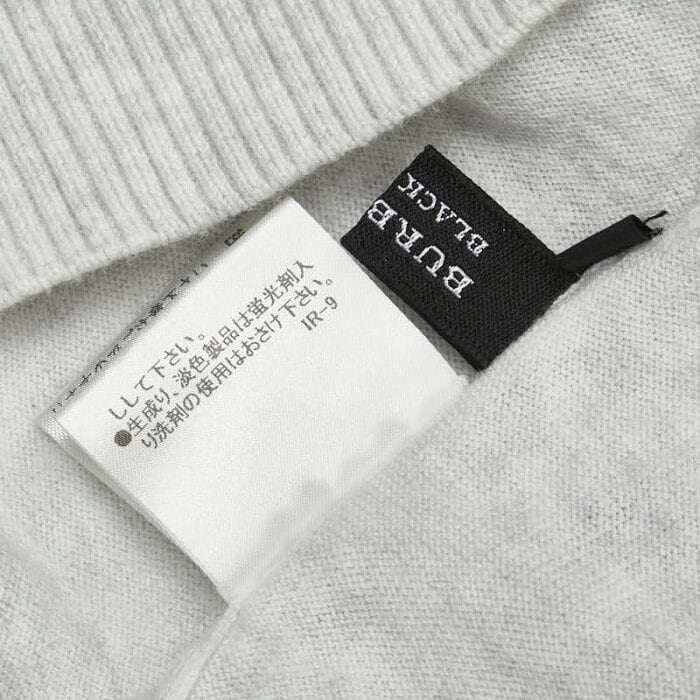 ししして下さい。
●生成り、淡色製品は蛍光剤入
り洗剤の使用はおさけ下さい。
IR-9
BURB
BLACK